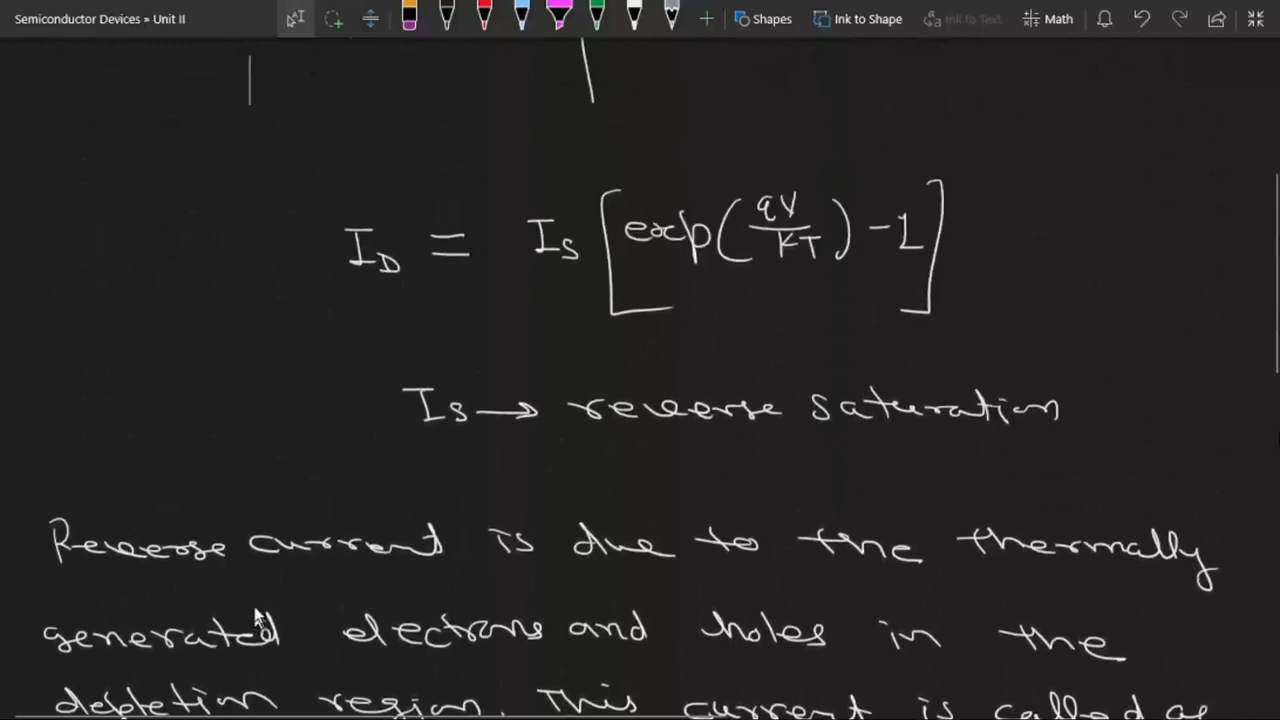 Semiconductor Devices » Unit II
Shapes
Ink to Shape
Ink to Text
Math
I_D = I_S [exp(qV/KT) -1]
Is → reverse saturation
Reverse current is due to the thermally
generated electrons and holes in the
depletion region. This current is called as